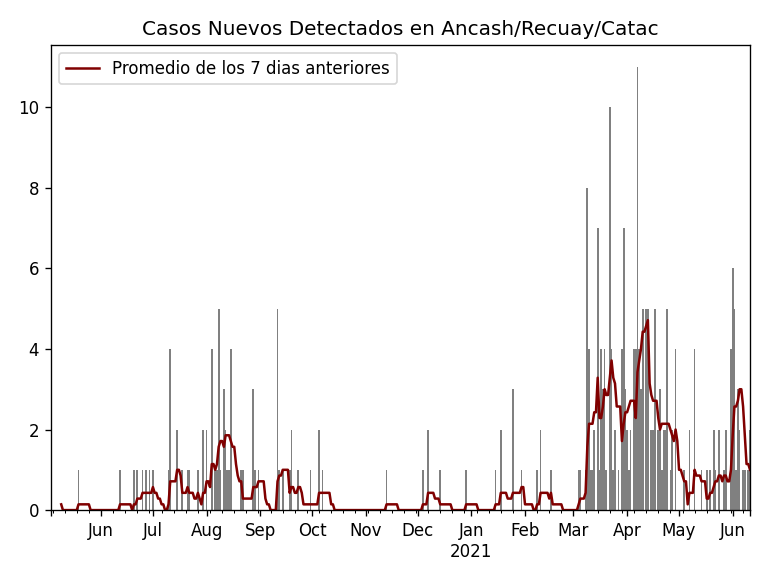 Casos Nuevos Detectados en Ancash/Recuay/Catac
Promedio de los 7 dias anteriores
10
8
6
4
2
0
Jun Jul Aug Sep Oct Nov Dec Jan Feb Mar Apr May Jun
2021